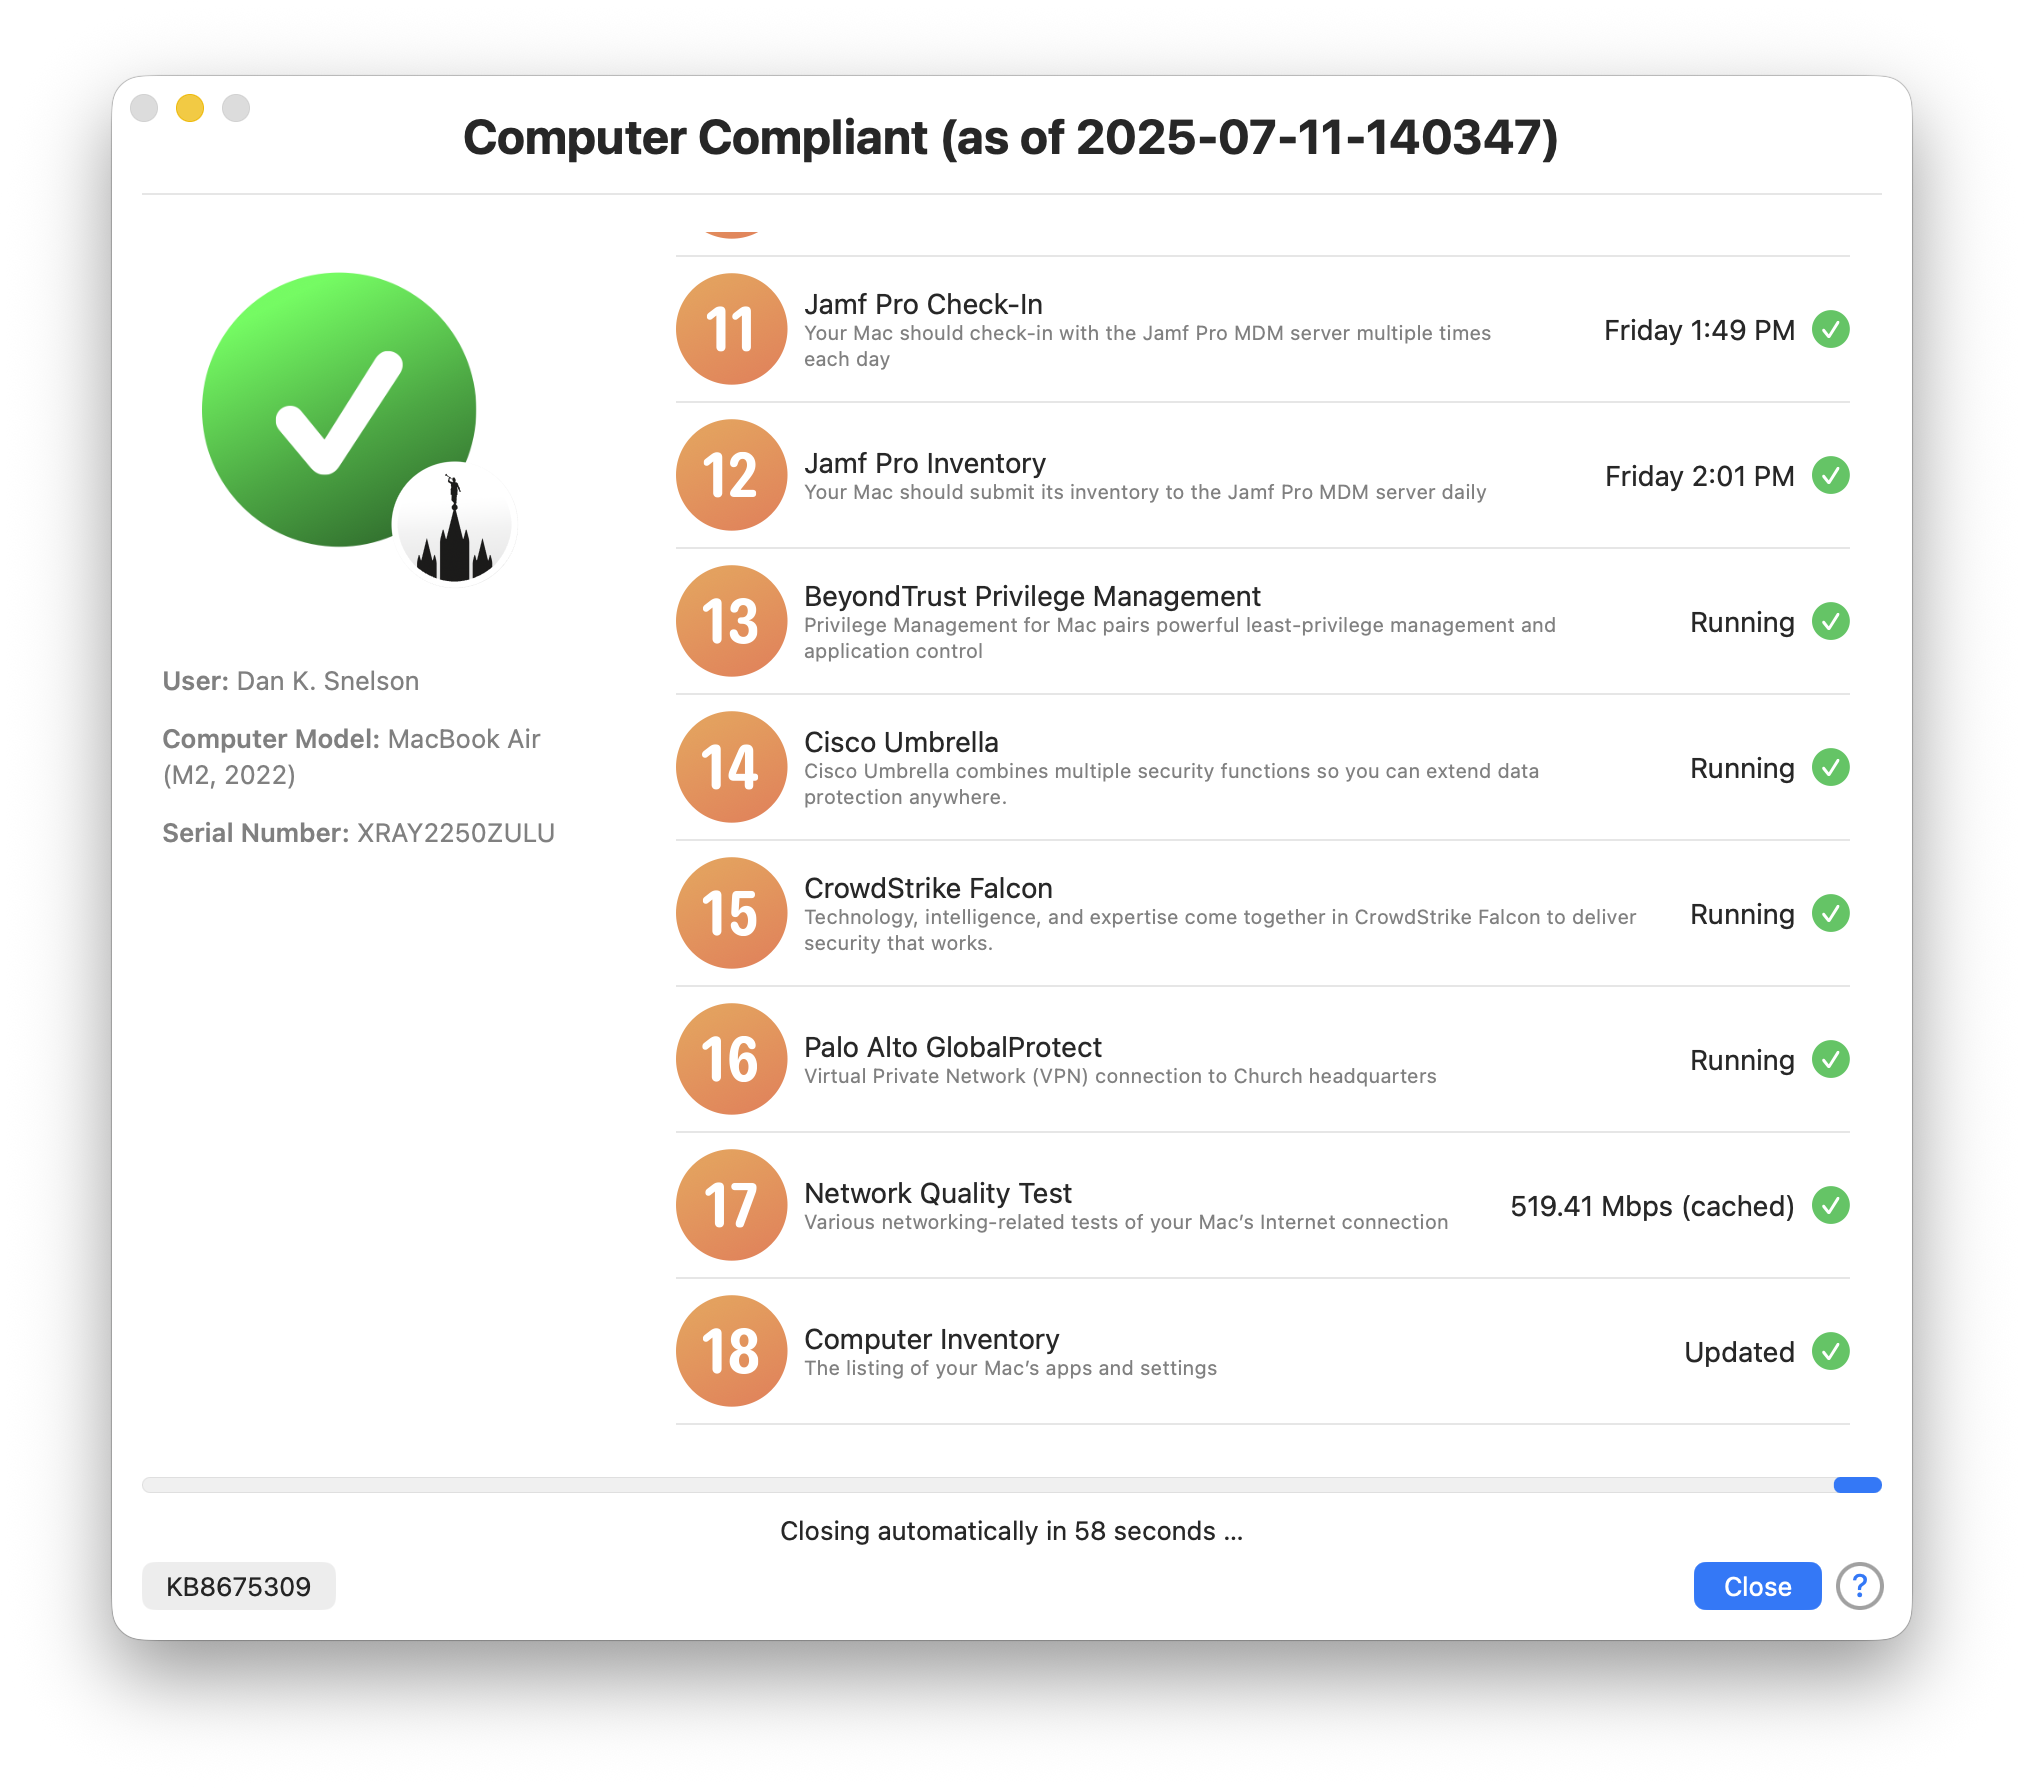 Computer Compliant (as of 2025-07-11-140347)
User: Dan K. Snelson
Computer Model: MacBook Air
(M2, 2022)
Serial Number: XRAY2250ZULU
11
Jamf Pro Check-In
Your Mac should check-in with the Jamf Pro MDM server multiple times
each day
Friday 1:49 PM
12
Jamf Pro Inventory
Your Mac should submit its inventory to the Jamf Pro MDM server daily
Friday 2:01 PM
13
BeyondTrust Privilege Management
Privilege Management for Mac pairs powerful least-privilege management and
application control
Running
14
Cisco Umbrella
Cisco Umbrella combines multiple security functions so you can extend data
protection anywhere.
Running
15
CrowdStrike Falcon
Technology, intelligence, and expertise come together in CrowdStrike Falcon to deliver
security that works.
Running
16
Palo Alto GlobalProtect
Virtual Private Network (VPN) connection to Church headquarters
Running
17
Network Quality Test
Various networking-related tests of your Mac’s Internet connection
519.41 Mbps (cached)
18
Computer Inventory
The listing of your Mac’s apps and settings
Updated
Closing automatically in 58 seconds …
KB8675309
Close
?